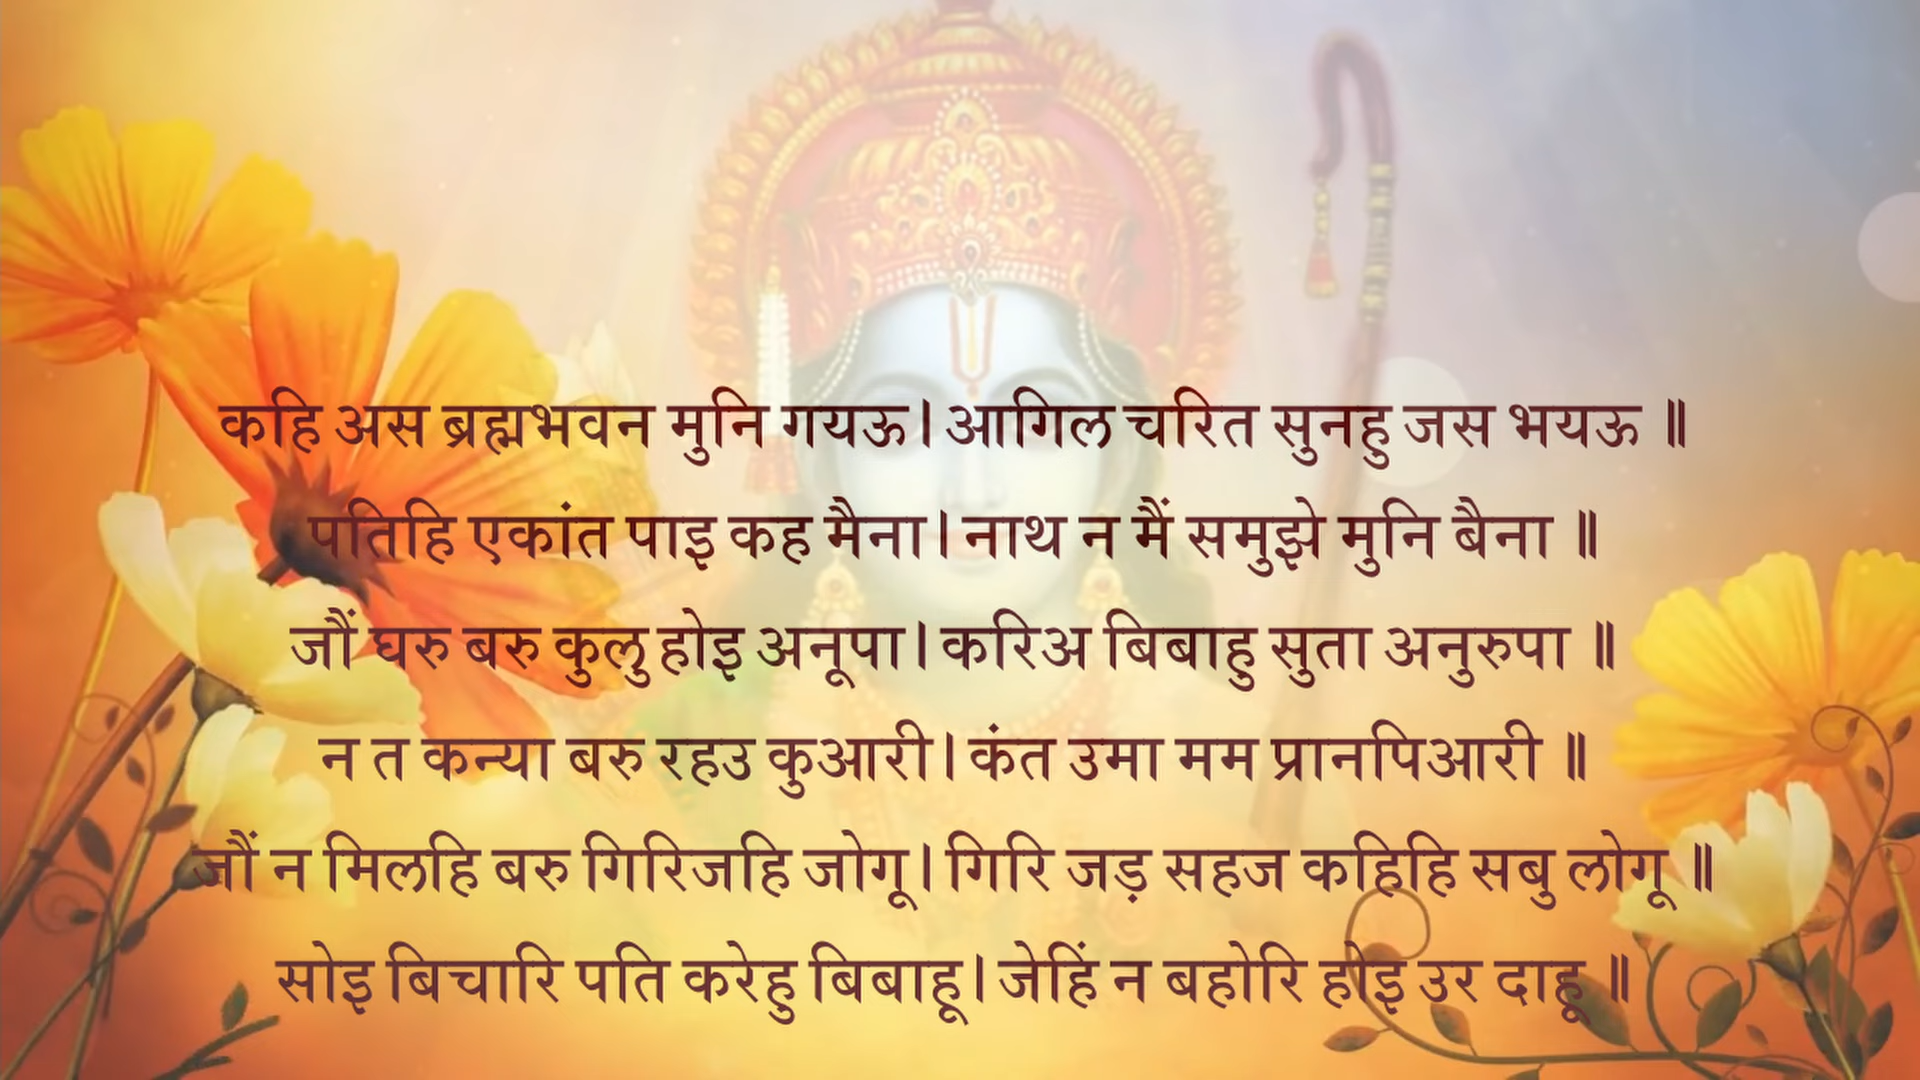 कहि अस ब्रह्मभवन मुनि गयऊ। आगिल चरित सुनहु जस भयऊ ॥
पतिहि एकांत पाइ कह मैना। नाथ न मैं समुझे मुनि बैना ॥
जौं घरु बरु कुलु होइ अनूपा। करिअ बिबाहु सुता अनुरुपा ॥
न त कन्या बरु रहउ कुआरी। कंत उमा मम प्रानपिआरी ॥
जौं न मिलहि बरु गिरिजहि जोगू। गिरि जड़ सहज कहिहि सबु लोगू ॥
सोइ बिचारि पति करेहु बिबाहू। जेहिं न बहोरि होइ उर दाहू ॥